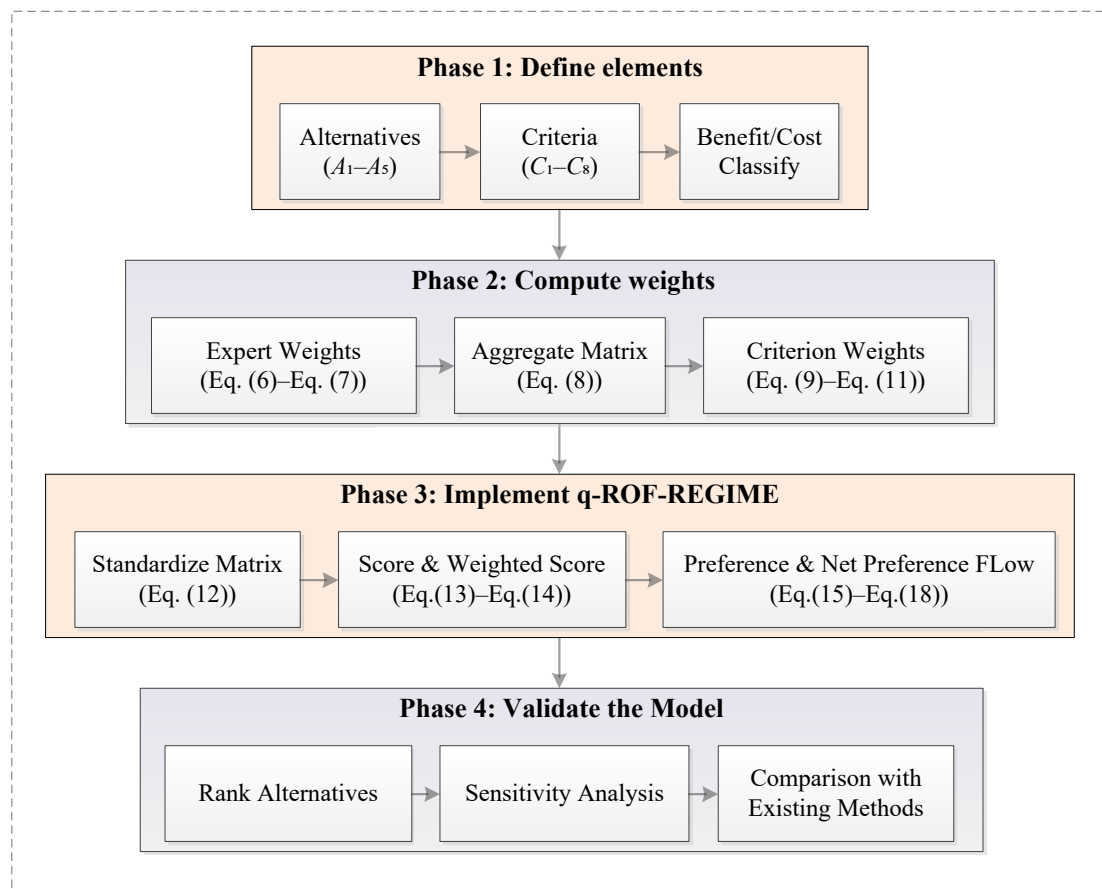 Phase 1: Define elements
Alternatives
(A₁–A₅)
Criteria
(C₁–C₈)
Benefit/Cost
Classify
Phase 2: Compute weights
Expert Weights
(Eq. (6)–Eq. (7))
Aggregate Matrix
(Eq. (8))
Criterion Weights
(Eq. (9)–Eq. (11))
Phase 3: Implement q-ROF-REGIME
Standardize Matrix
(Eq. (12))
Score & Weighted Score
(Eq.(13)–Eq.(14))
Preference & Net Preference FLow
(Eq.(15)–Eq.(18))
Phase 4: Validate the Model
Rank Alternatives
Sensitivity Analysis
Comparison with
Existing Methods